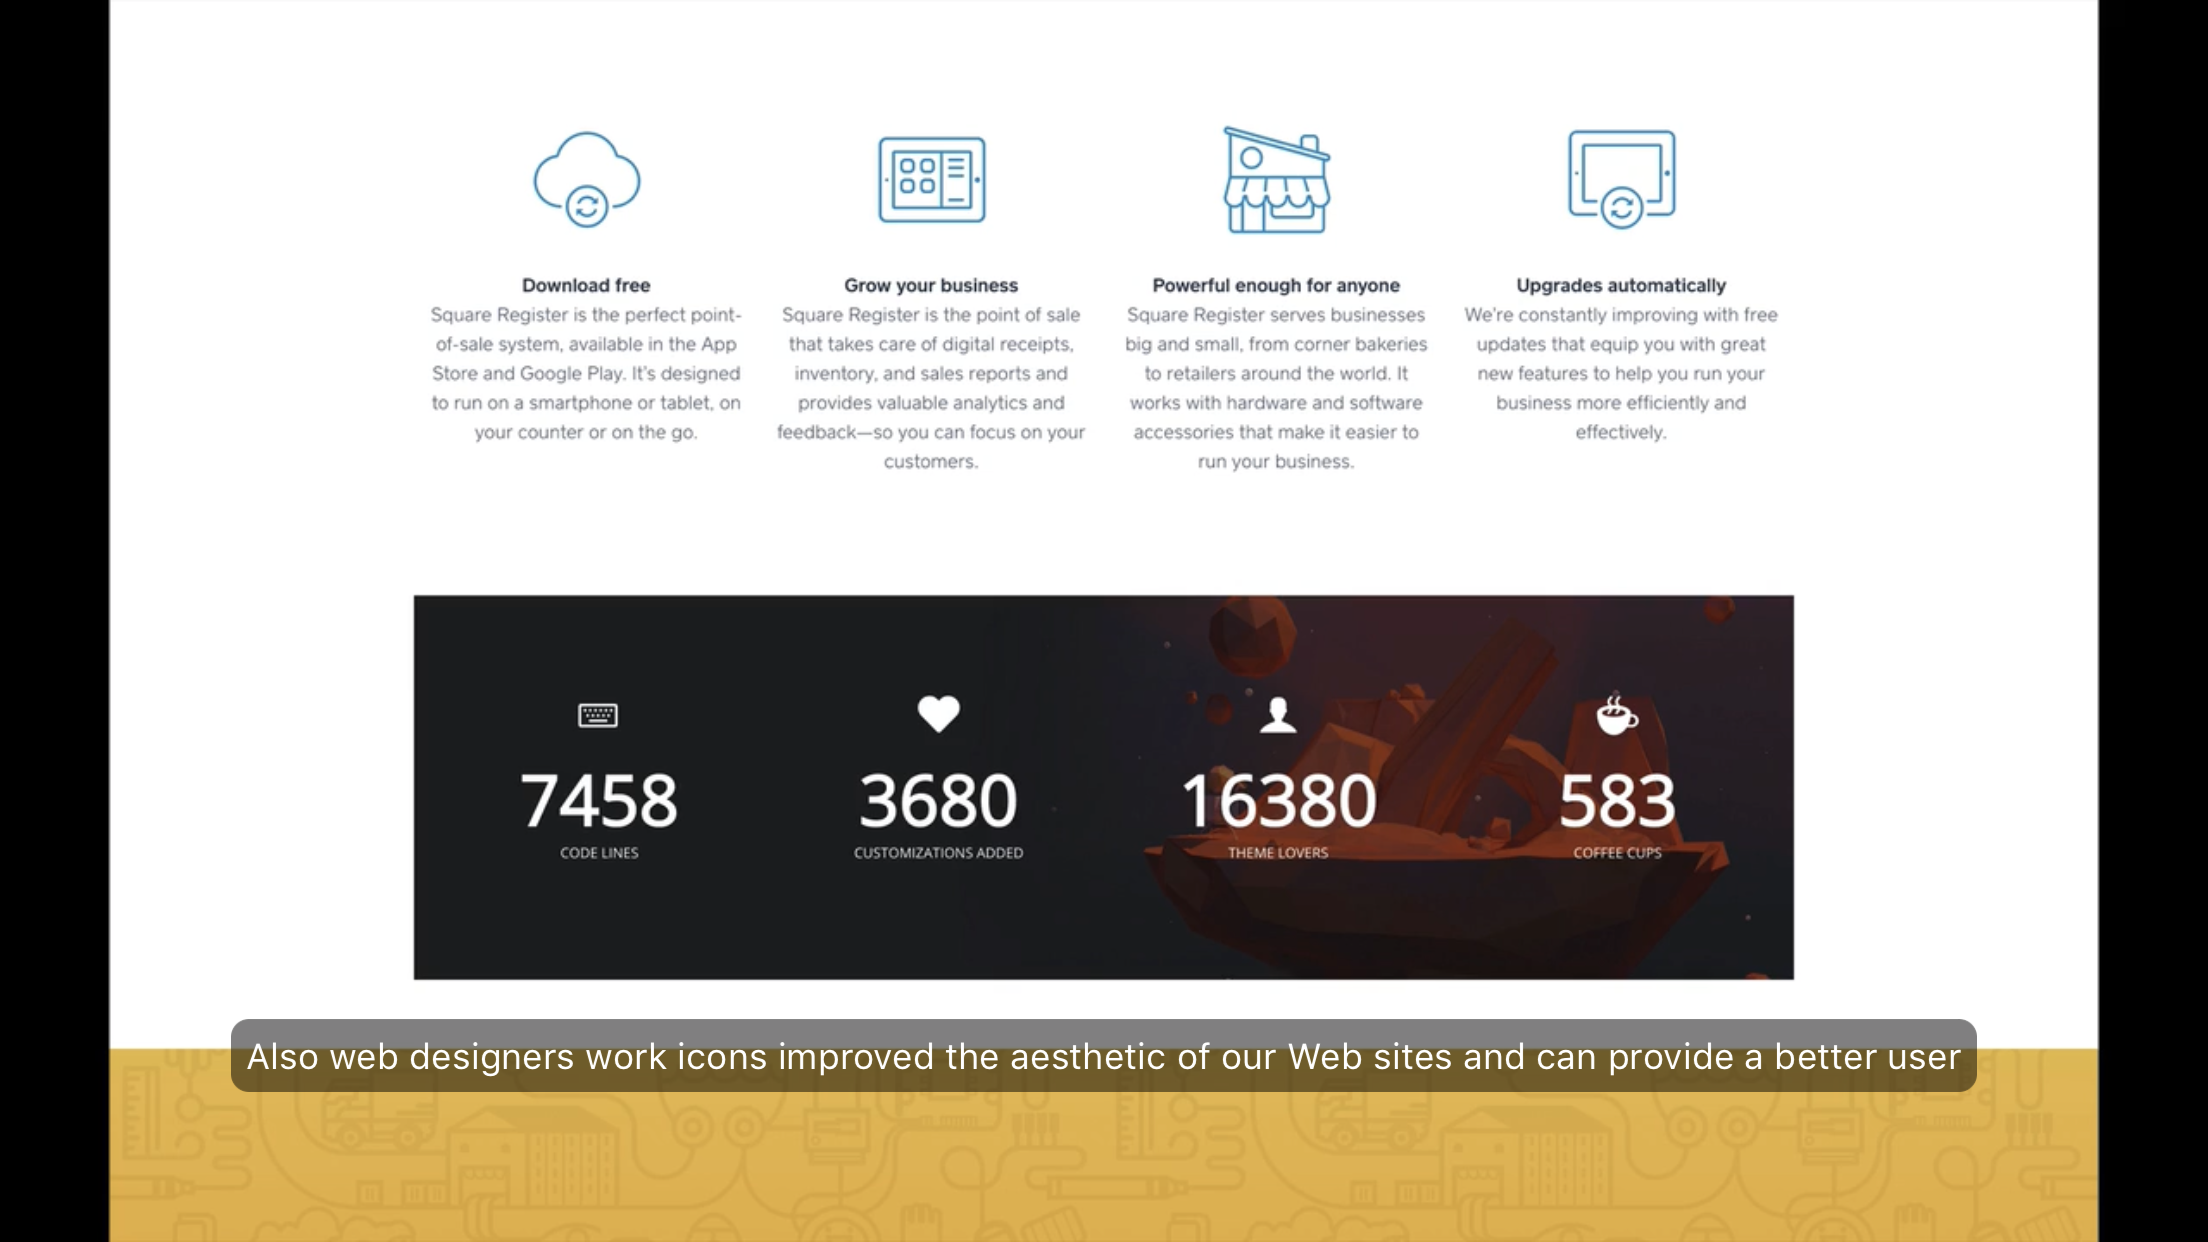 Download free
Square Register is the perfect point-
of-sale system, available in the App
Store and Google Play. It's designed
to run on a smartphone or tablet, on
your counter or on the go.
Grow your business
Square Register is the point of sale
that takes care of digital receipts,
inventory, and sales reports and
provides valuable analytics and
feedback—so you can focus on your
customers.
Powerful enough for anyone
Square Register serves businesses
big and small, from corner bakeries
to retailers around the world. It
works with hardware and software
accessories that make it easier to
run your business.
Upgrades automatically
We're constantly improving with free
updates that equip you with great
new features to help you run your
business more efficiently and
effectively.
7458
CODE LINES
3680
CUSTOMIZATIONS ADDED
16380
THEME LOVERS
583
COFFEE CUPS
Also web designers work icons improved the aesthetic of our Web sites and can provide a better user